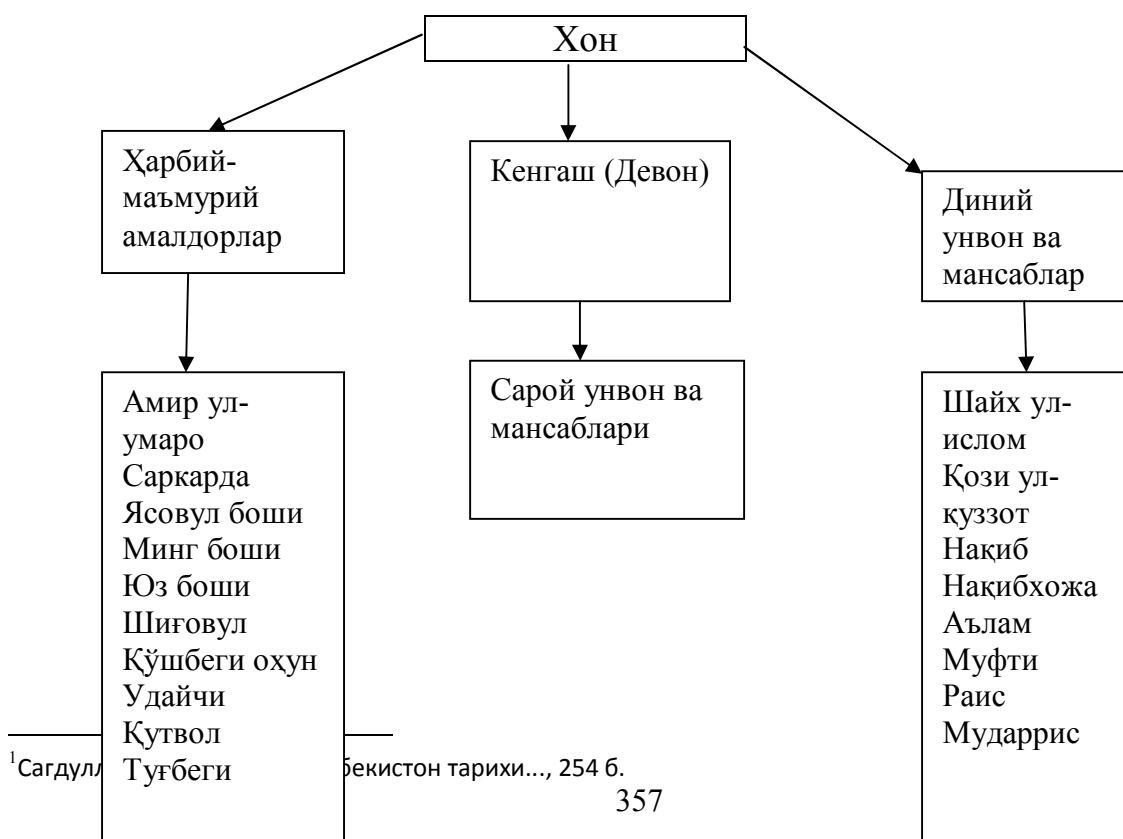 Хон
Ҳарбий-
маъмурий
амалдорлар
Кенгаш (Девон)
Диний
унвон ва
мансаблар
Амир ул-
умаро
Саркарда
Ясовул боши
Минг боши
Юз боши
Шиғовул
Қўшбеги оҳун
Удайчи
Қутвол
Туғбеги
Сарой унвон ва
мансаблари
Шайх ул-
ислом
Қози ул-
қуззот
Нақиб
Нақибхожа
Аълам
Муфти
Раис
Мударрис
тарихи..., 254 б.
357